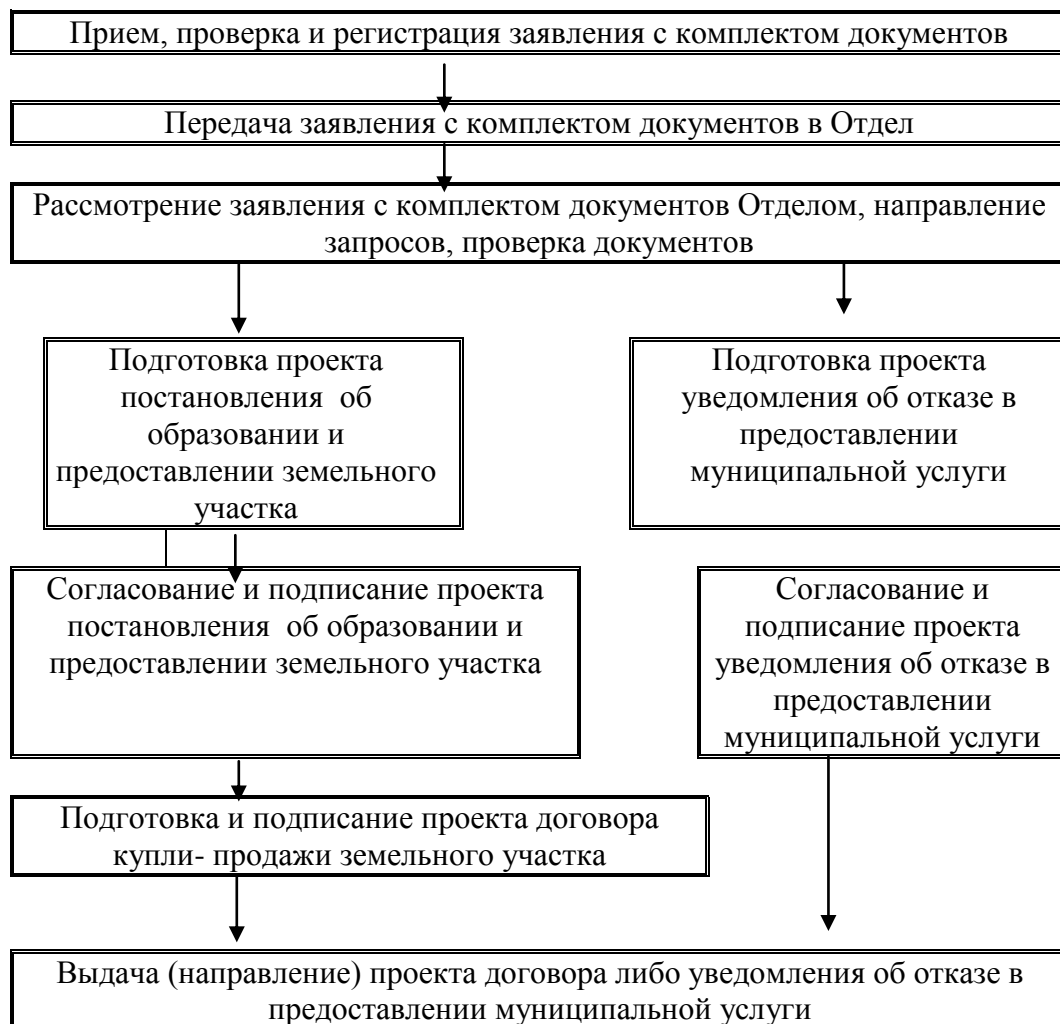 Прием, проверка и регистрация заявления с комплектом документов
Передача заявления с комплектом документов в Отдел
Рассмотрение заявления с комплектом документов Отделом, направление
запросов, проверка документов
Подготовка проекта
постановления  об
образовании и
предоставлении земельного
участка
Подготовка проекта
уведомления об отказе в
предоставлении
муниципальной услуги
Согласование и подписание проекта
постановления  об образовании и
предоставлении земельного участка
Согласование и
подписание проекта
уведомления об отказе в
предоставлении
муниципальной услуги
Подготовка и подписание проекта договора
купли- продажи земельного участка
Выдача (направление) проекта договора либо уведомления об отказе в
предоставлении муниципальной услуги